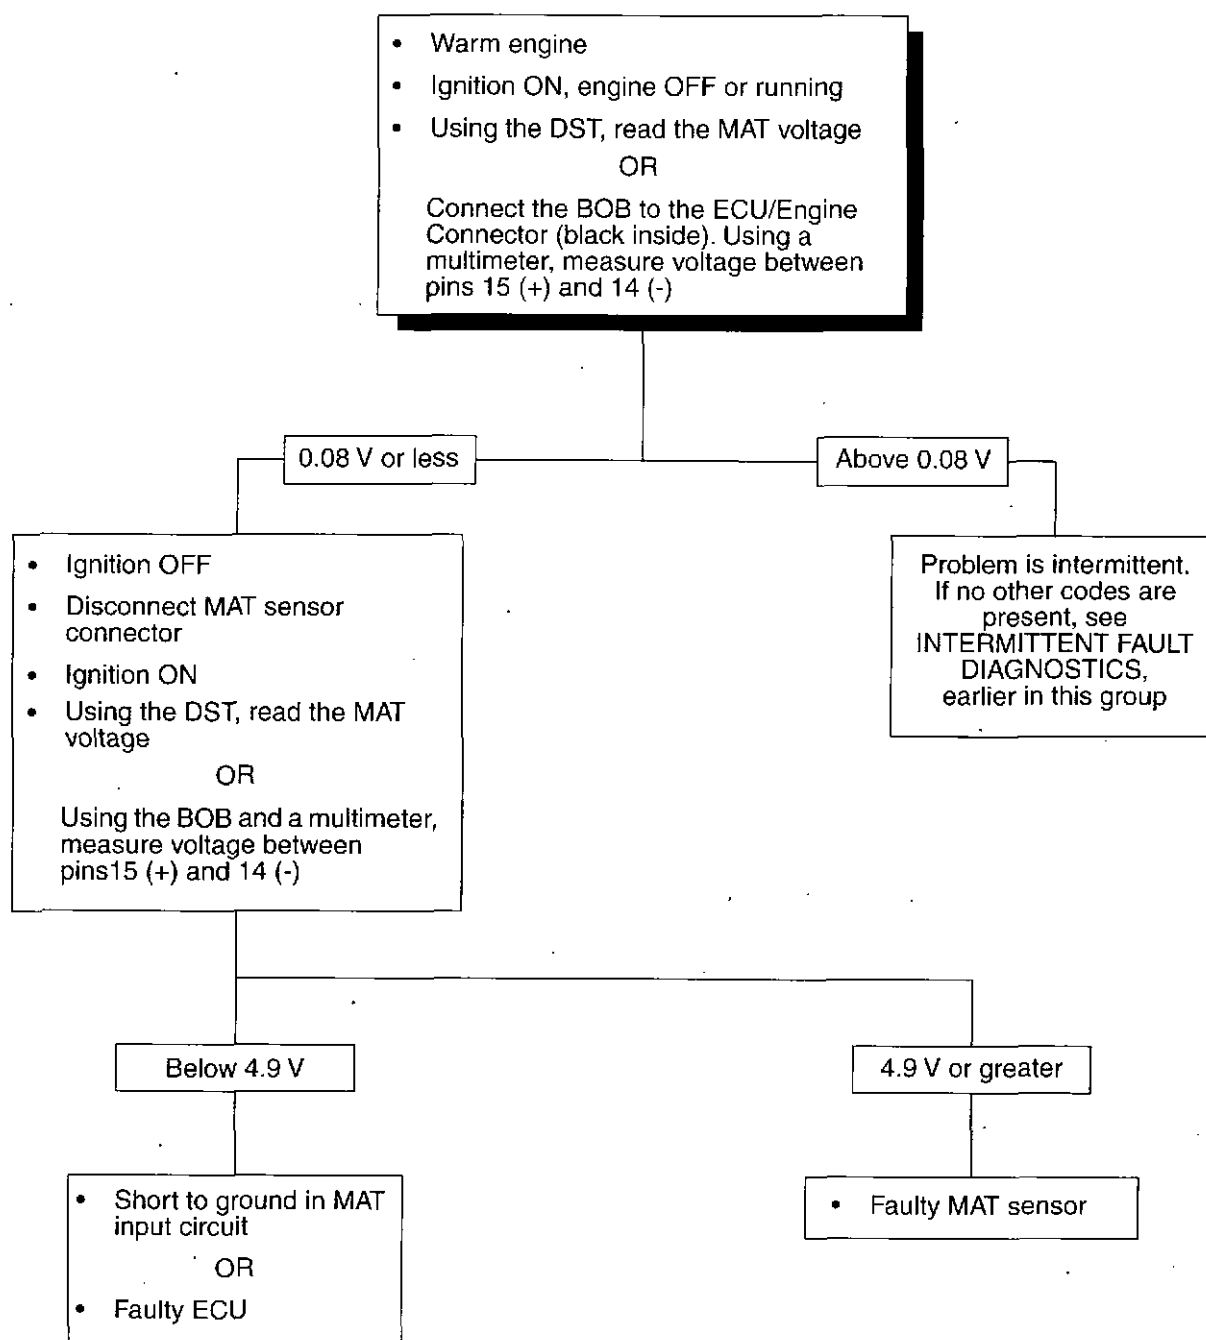 • Warm engine
• Ignition ON, engine OFF or running
• Using the DST, read the MAT voltage
OR
Connect the BOB to the ECU/Engine
Connector (black inside). Using a
multimeter, measure voltage between
pins 15 (+) and 14 (-)
0.08 V or less
Above 0.08 V
• Ignition OFF
• Disconnect MAT sensor
connector
• Ignition ON
• Using the DST, read the MAT
voltage
OR
Using the BOB and a multimeter,
measure voltage between
pins15 (+) and 14 (-)
Problem is intermittent.
If no other codes are
present, see
INTERMITTENT FAULT
DIAGNOSTICS,
earlier in this group
Below 4.9 V
4.9 V or greater
• Short to ground in MAT
input circuit
OR
• Faulty ECU
• Faulty MAT sensor